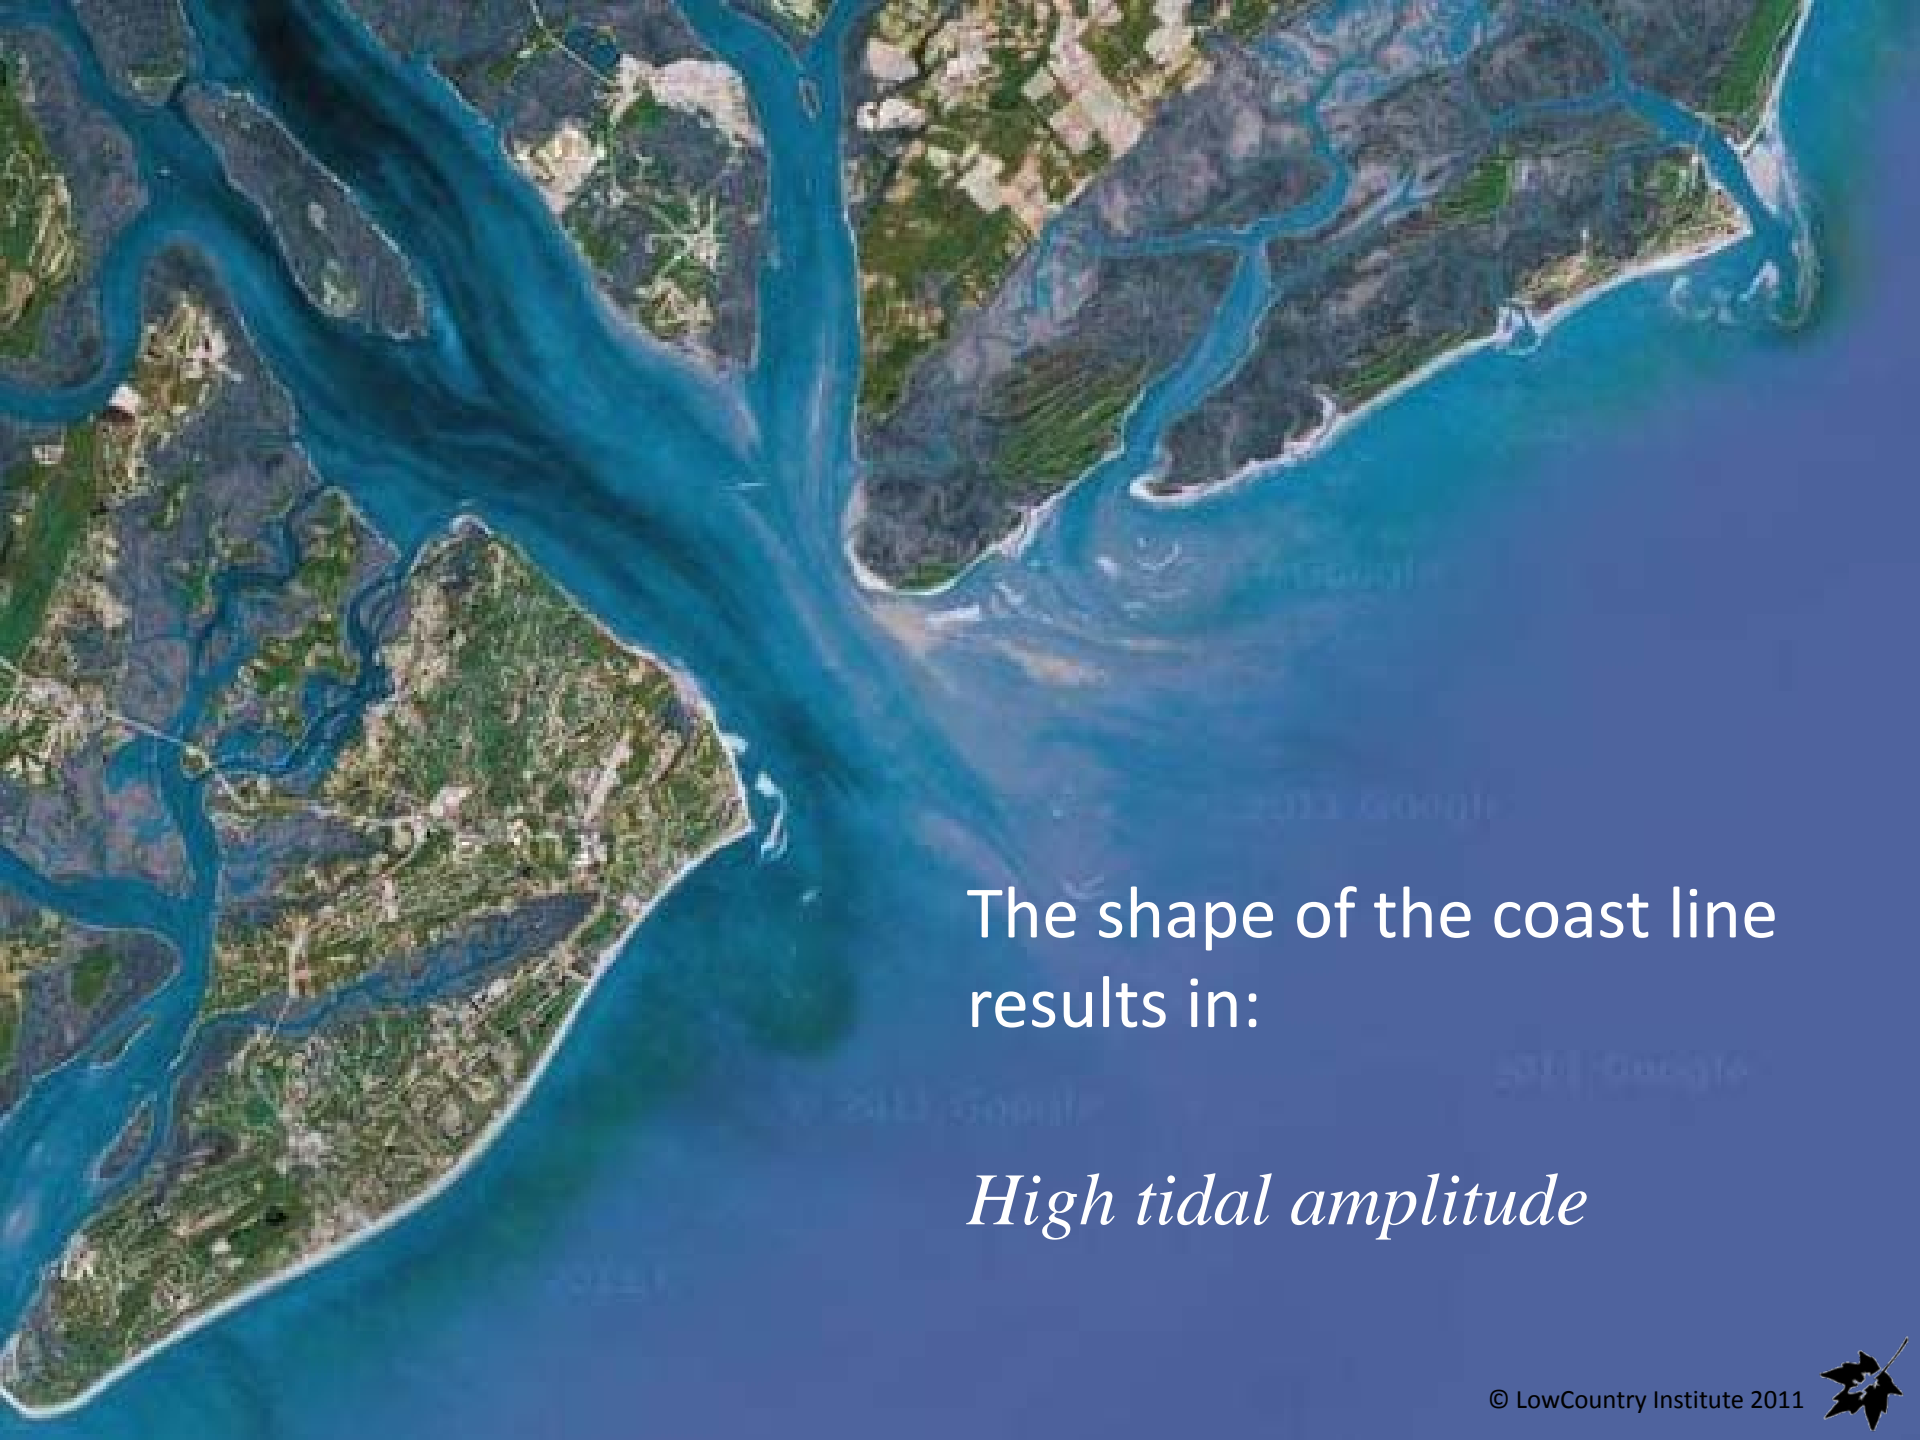 The shape of the coast line
results in:
High tidal amplitude
© LowCountry Institute 2011